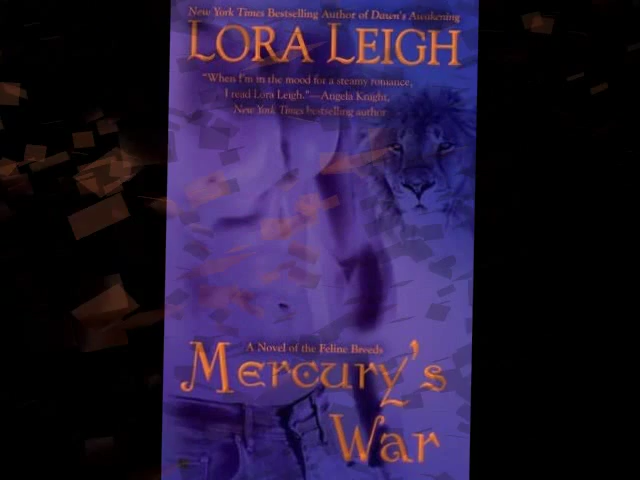 New York Times Bestselling Author of Dawn's Awakening
LORA LEIGH
"When I'm in the mood for a steamy romance,
I read Lora Leigh."—Angela Knight,
New York Times bestselling author
A Novel of the Feline Breeds
Mercury's
War